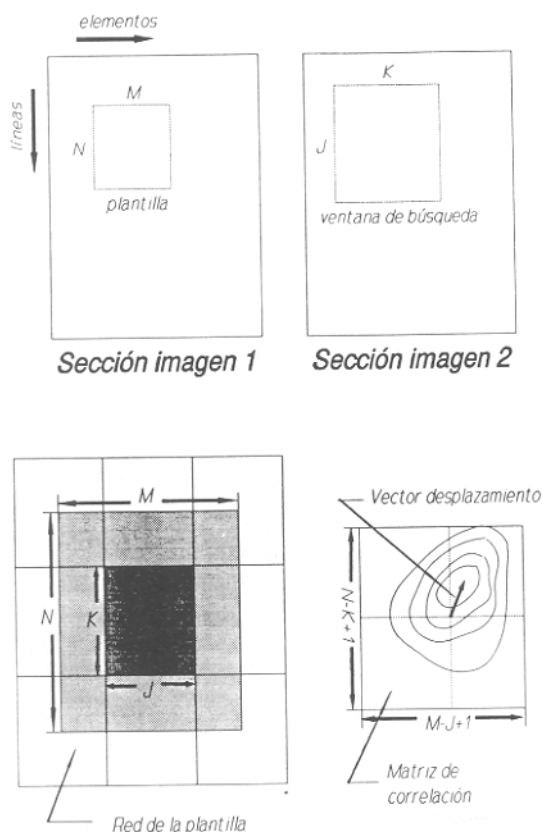 elementos
líneas
M
N
plantilla
K
J
ventana de búsqueda
Sección imagen 1
Sección imagen 2
M
N
K
J
Red de la plantilla
Vector desplazamiento
N-K+1
M-J+1
Matriz de
correlación